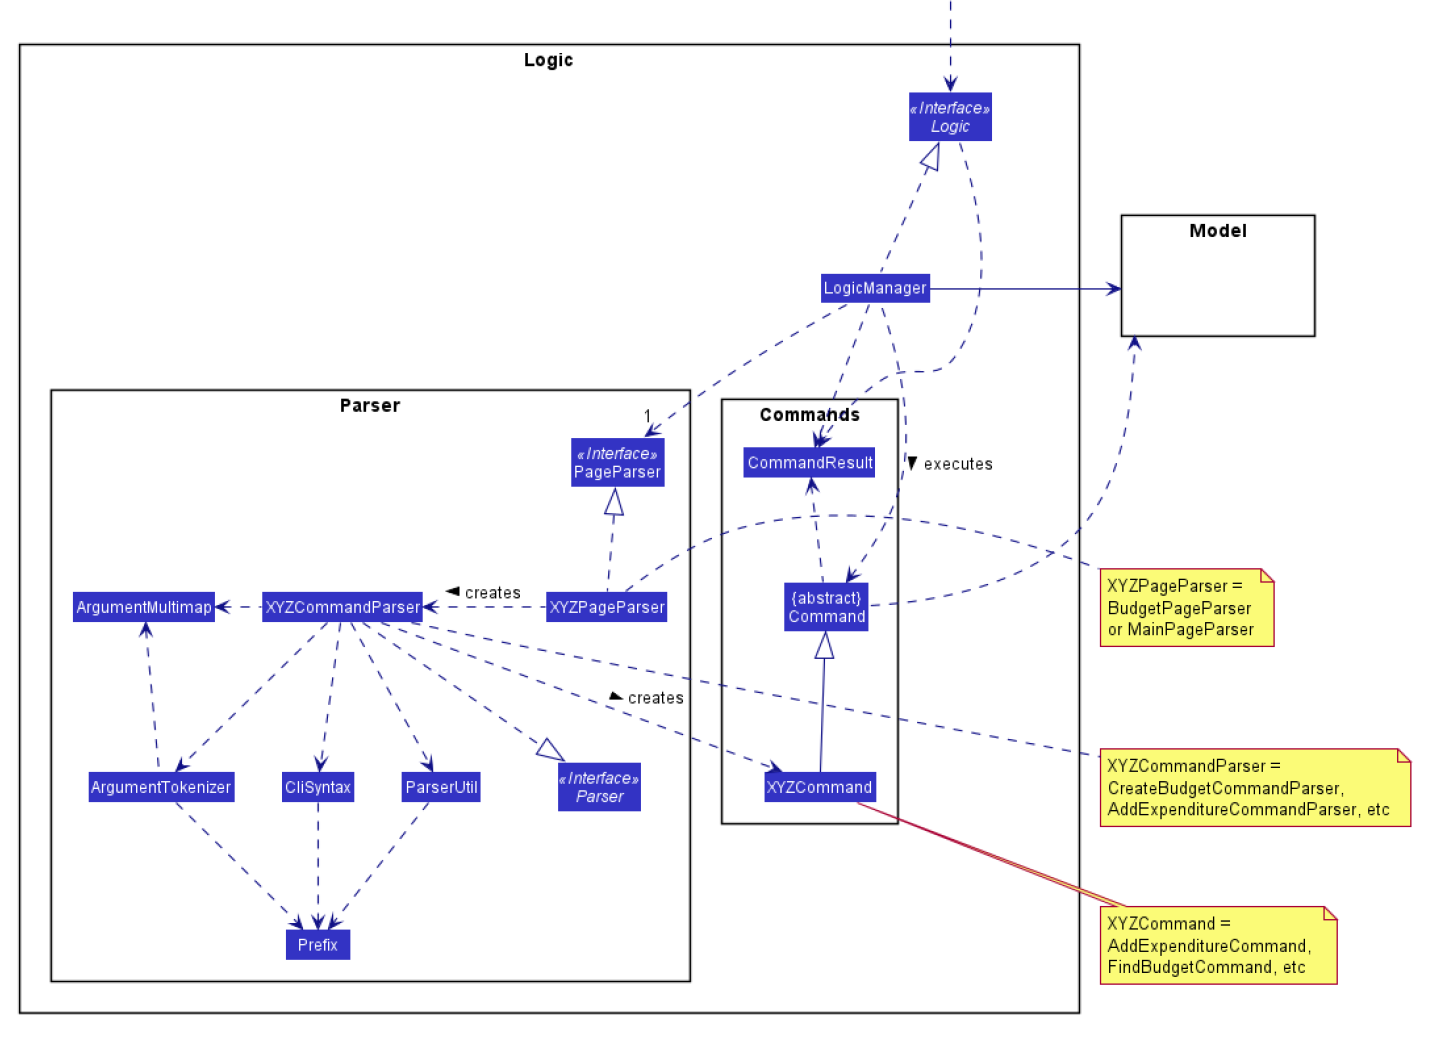 Logic
«Interface»
Logic
Model
LogicManager
Parser
1
Commands
«Interface»
PageParser
CommandResult
executes
XYZPageParser =
BudgetPageParser
or MainPageParser
creates
ArgumentMultimap
XYZCommandParser
XYZPageParser
{abstract}
Command
creates
ArgumentTokenizer
CliSyntax
ParserUtil
«Interface»
Parser
XYZCommand
XYZCommandParser =
CreateBudgetCommandParser,
AddExpenditureCommandParser, etc
Prefix
XYZCommand =
AddExpenditureCommand,
FindBudgetCommand, etc